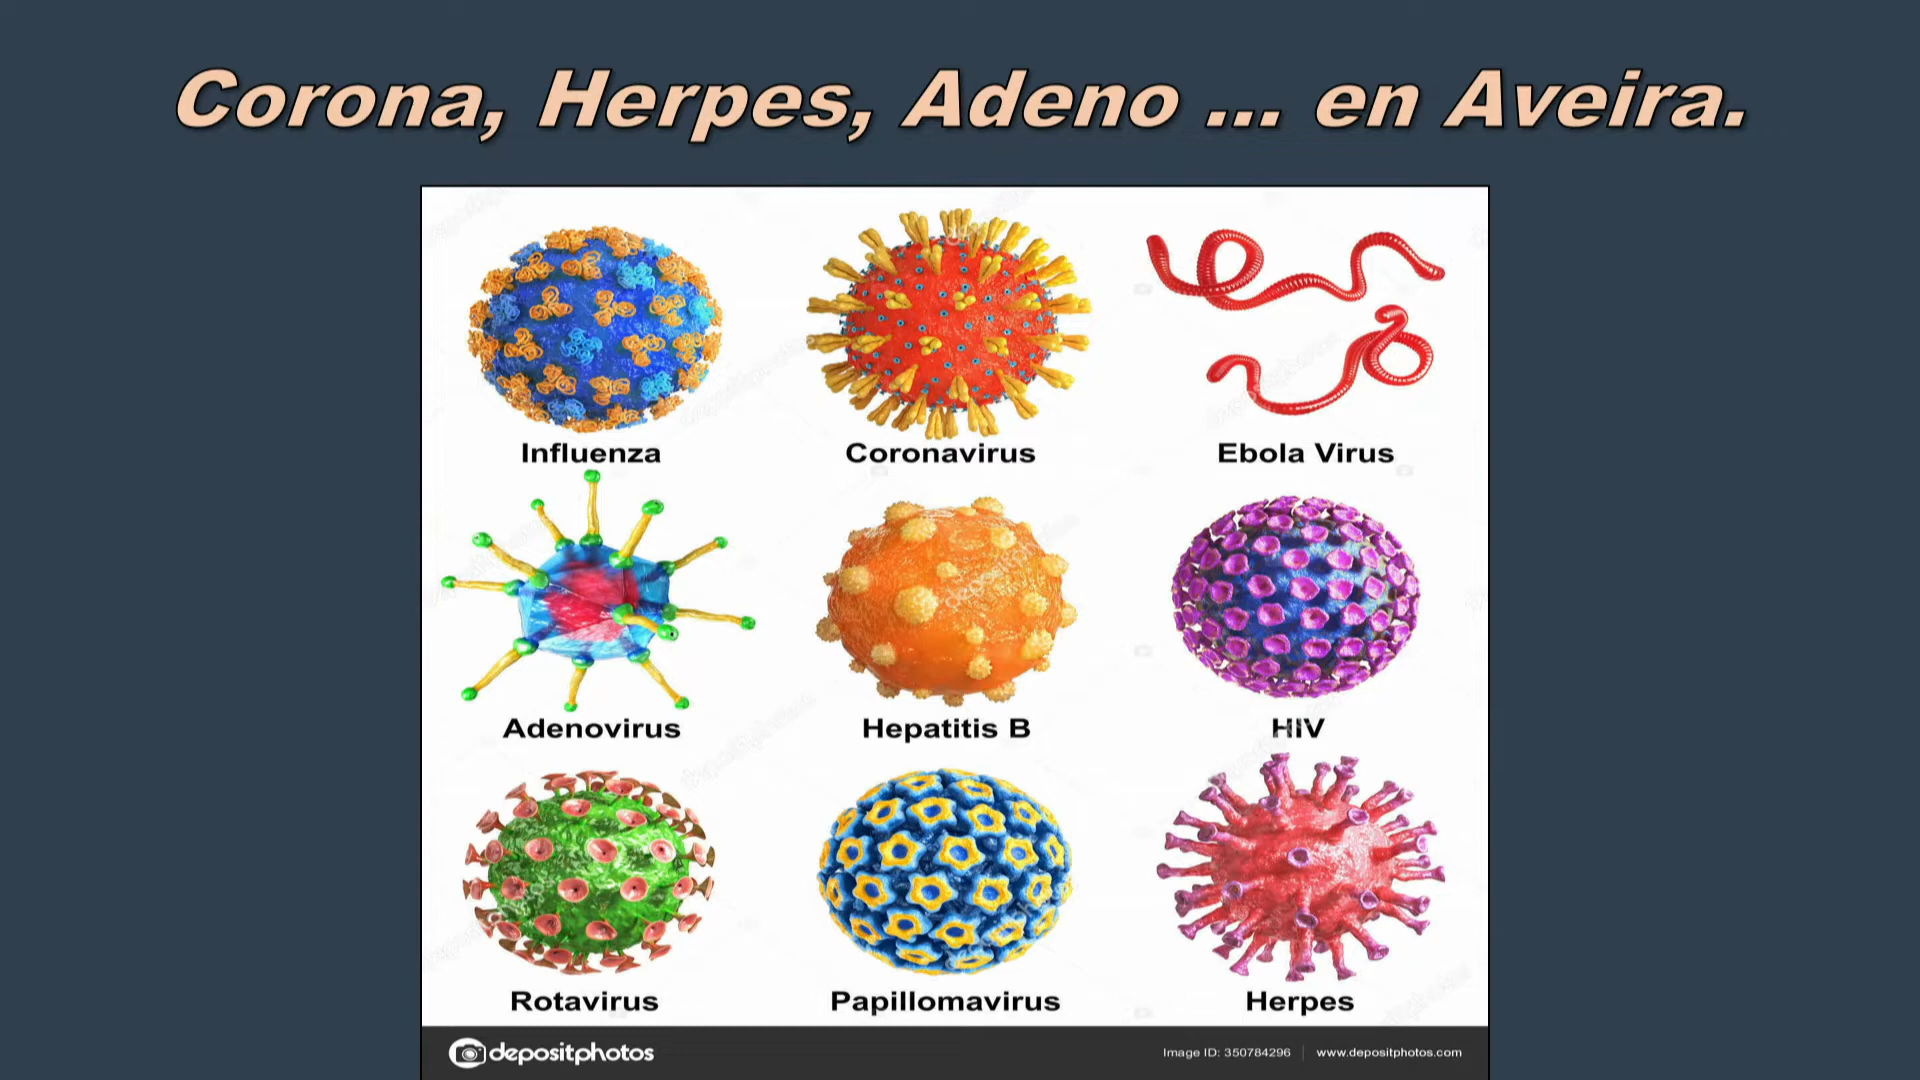 Corona, Herpes, Adeno ... en Aveira.
Influenza
Coronavirus
Ebola Virus
Adenovirus
Hepatitis B
HIV
Rotavirus
Papillomavirus
Herpes
depositphotos
Image ID: 350784296
www.depositphotos.com